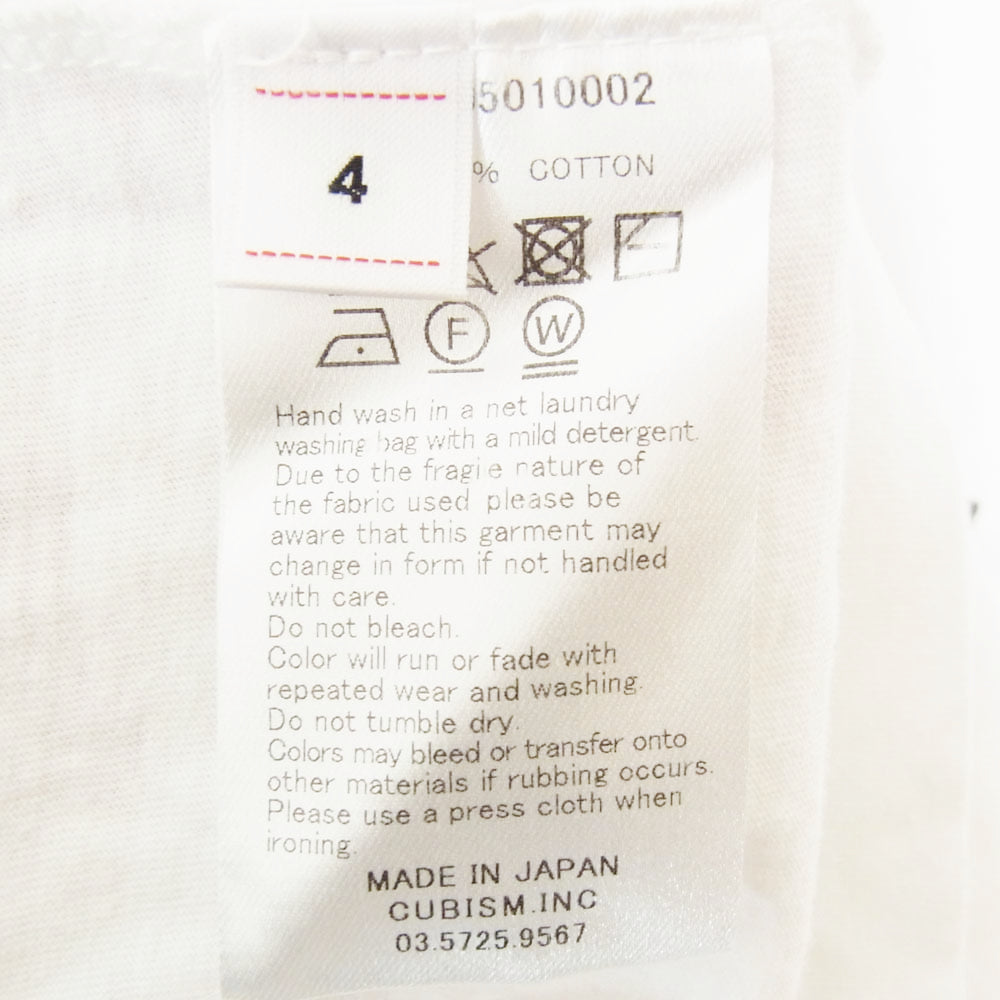 4
5010002
% COTTON
F W
Hand wash in a net laundry
washing bag with a mild detergent.
Due to the fragile nature of
the fabric used please be
aware that this garment may
change in form if not handled
with care.
Do not bleach.
Color will run or fade with
repeated wear and washing.
Do not tumble dry.
Colors may bleed or transfer onto
other materials if rubbing occurs.
Please use a press cloth when
ironing.
MADE IN JAPAN
CUBISM.INC
03.5725.9567